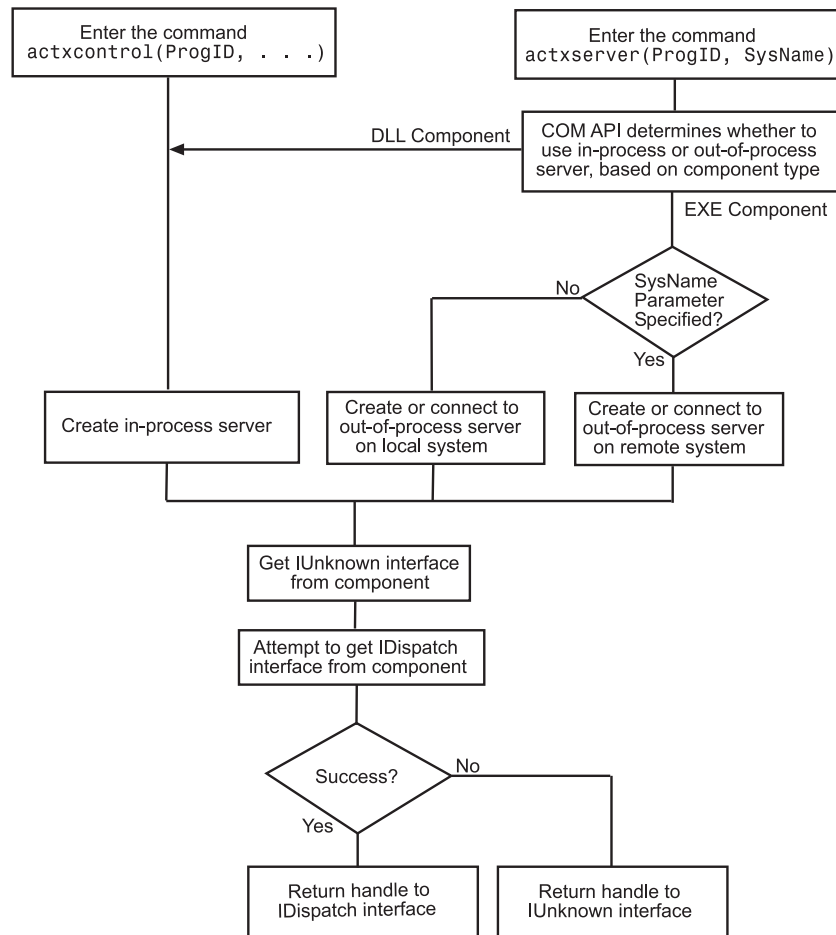 Enter the command
actxcontrol(ProgID, . . .)
Enter the command
actxserver(ProgID, SysName)
DLL Component
COM API determines whether to
use in-process or out-of-process
server, based on component type
EXE Component
No
SysName
Parameter
Specified?
Yes
Create in-process server
Create or connect to
out-of-process server
on local system
Create or connect to
out-of-process server
on remote system
Get IUnknown interface
from component
Attempt to get IDispatch
interface from component
Success?
No
Yes
Return handle to
IDispatch interface
Return handle to
IUnknown interface